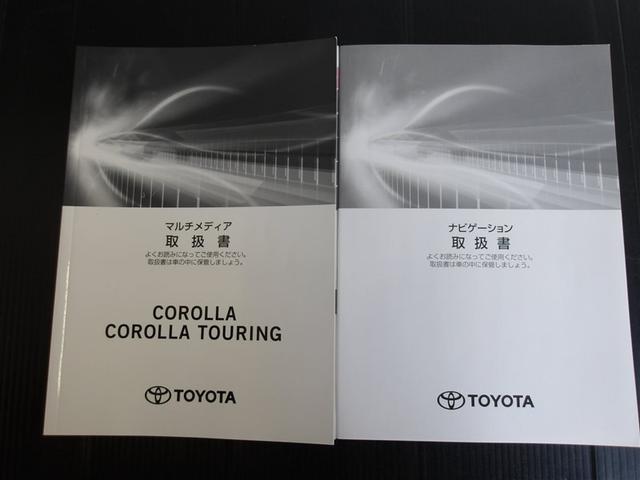 マルチメディア
取扱書
よくお読みになってご使用ください。
取扱書は車の中に保管しましょう。
COROLLA
COROLLA TOURING
TOYOTA
ナビゲーション
取扱書
よくお読みになってご使用ください。
取扱書は車の中に保管しましょう。
TOYOTA